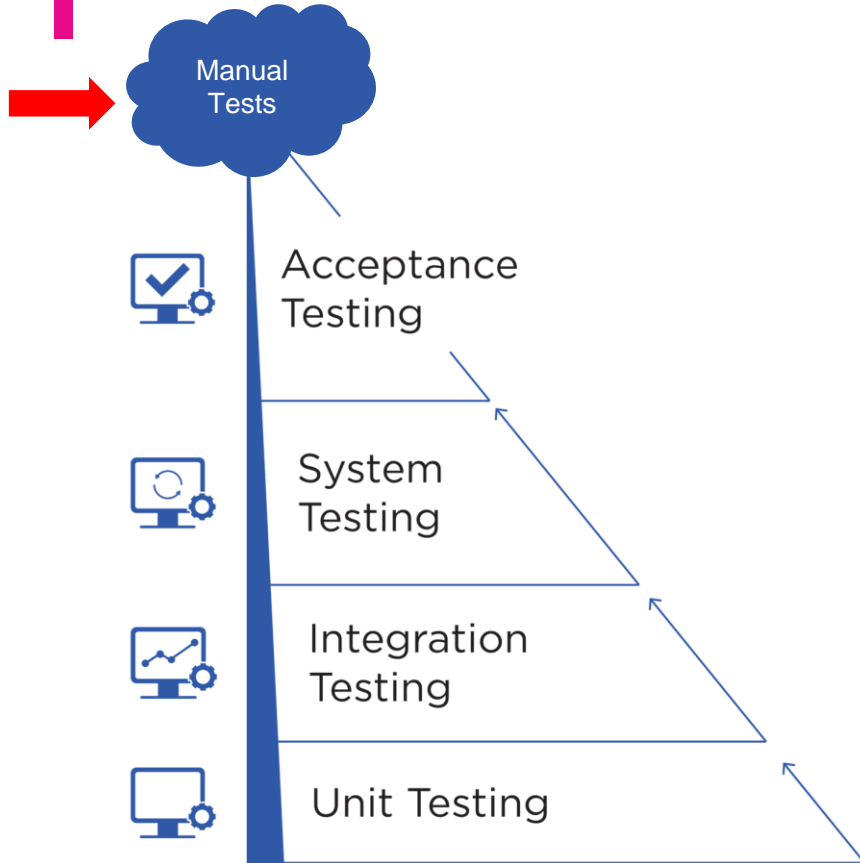 Manual
Tests
Acceptance
Testing
System
Testing
Integration
Testing
Unit Testing